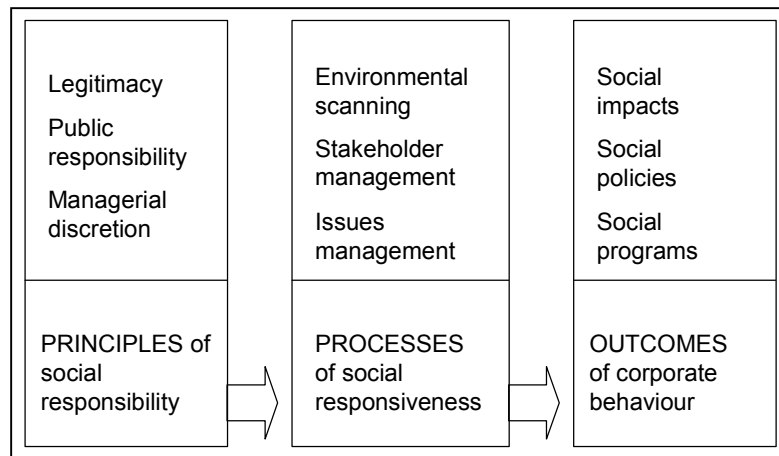 Legitimacy
Public
responsibility
Managerial
discretion
PRINCIPLES of
social
responsibility
Environmental
scanning
Stakeholder
management
Issues
management
PROCESSES
of social
responsiveness
Social
impacts
Social
policies
Social
programs
OUTCOMES
of corporate
behaviour